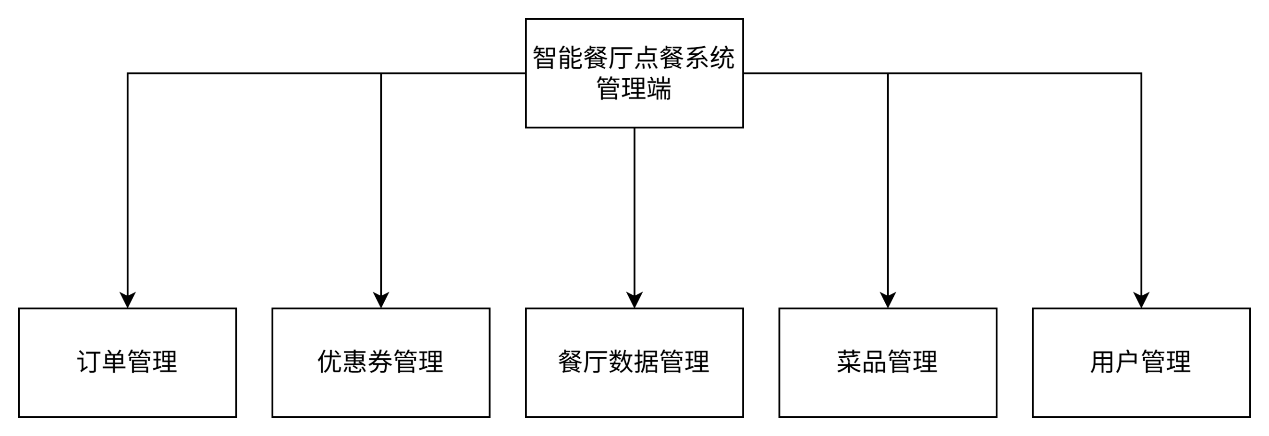 智能餐厅点餐系统
管理端
订单管理
优惠券管理
餐厅数据管理
菜品管理
用户管理